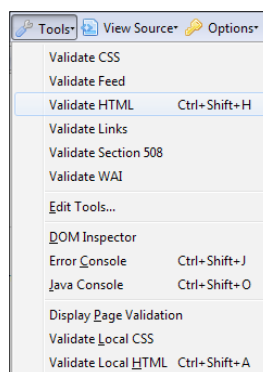 Tools View Source Options
Validate CSS
Validate Feed
Validate HTML Ctrl+Shift+H
Validate Links
Validate Section 508
Validate WAI
Edit Tools...
DOM Inspector
Error Console Ctrl+Shift+J
Java Console Ctrl+Shift+O
Display Page Validation
Validate Local CSS
Validate Local HTML Ctrl+Shift+A